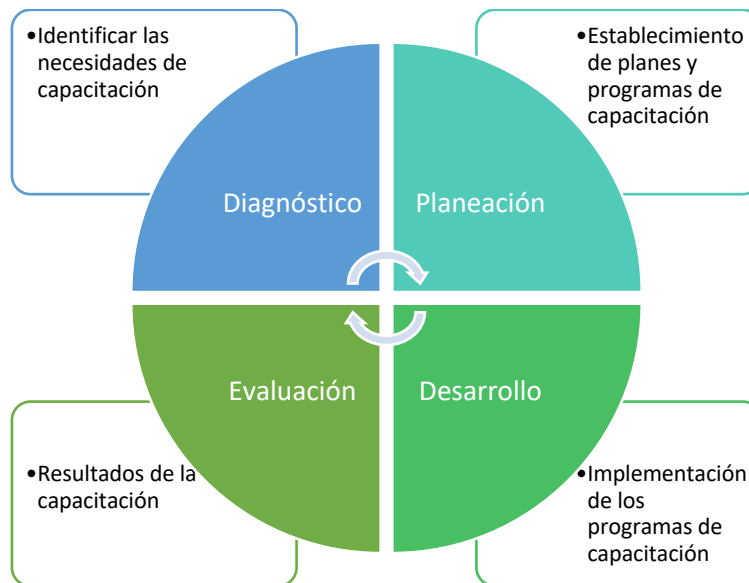 •Identificar las
necesidades de
capacitación
•Establecimiento
de planes y
programas de
capacitación
Diagnóstico
Planeación
Evaluación
Desarrollo
•Resultados de la
capacitación
•Implementación
de los
programas de
capacitación